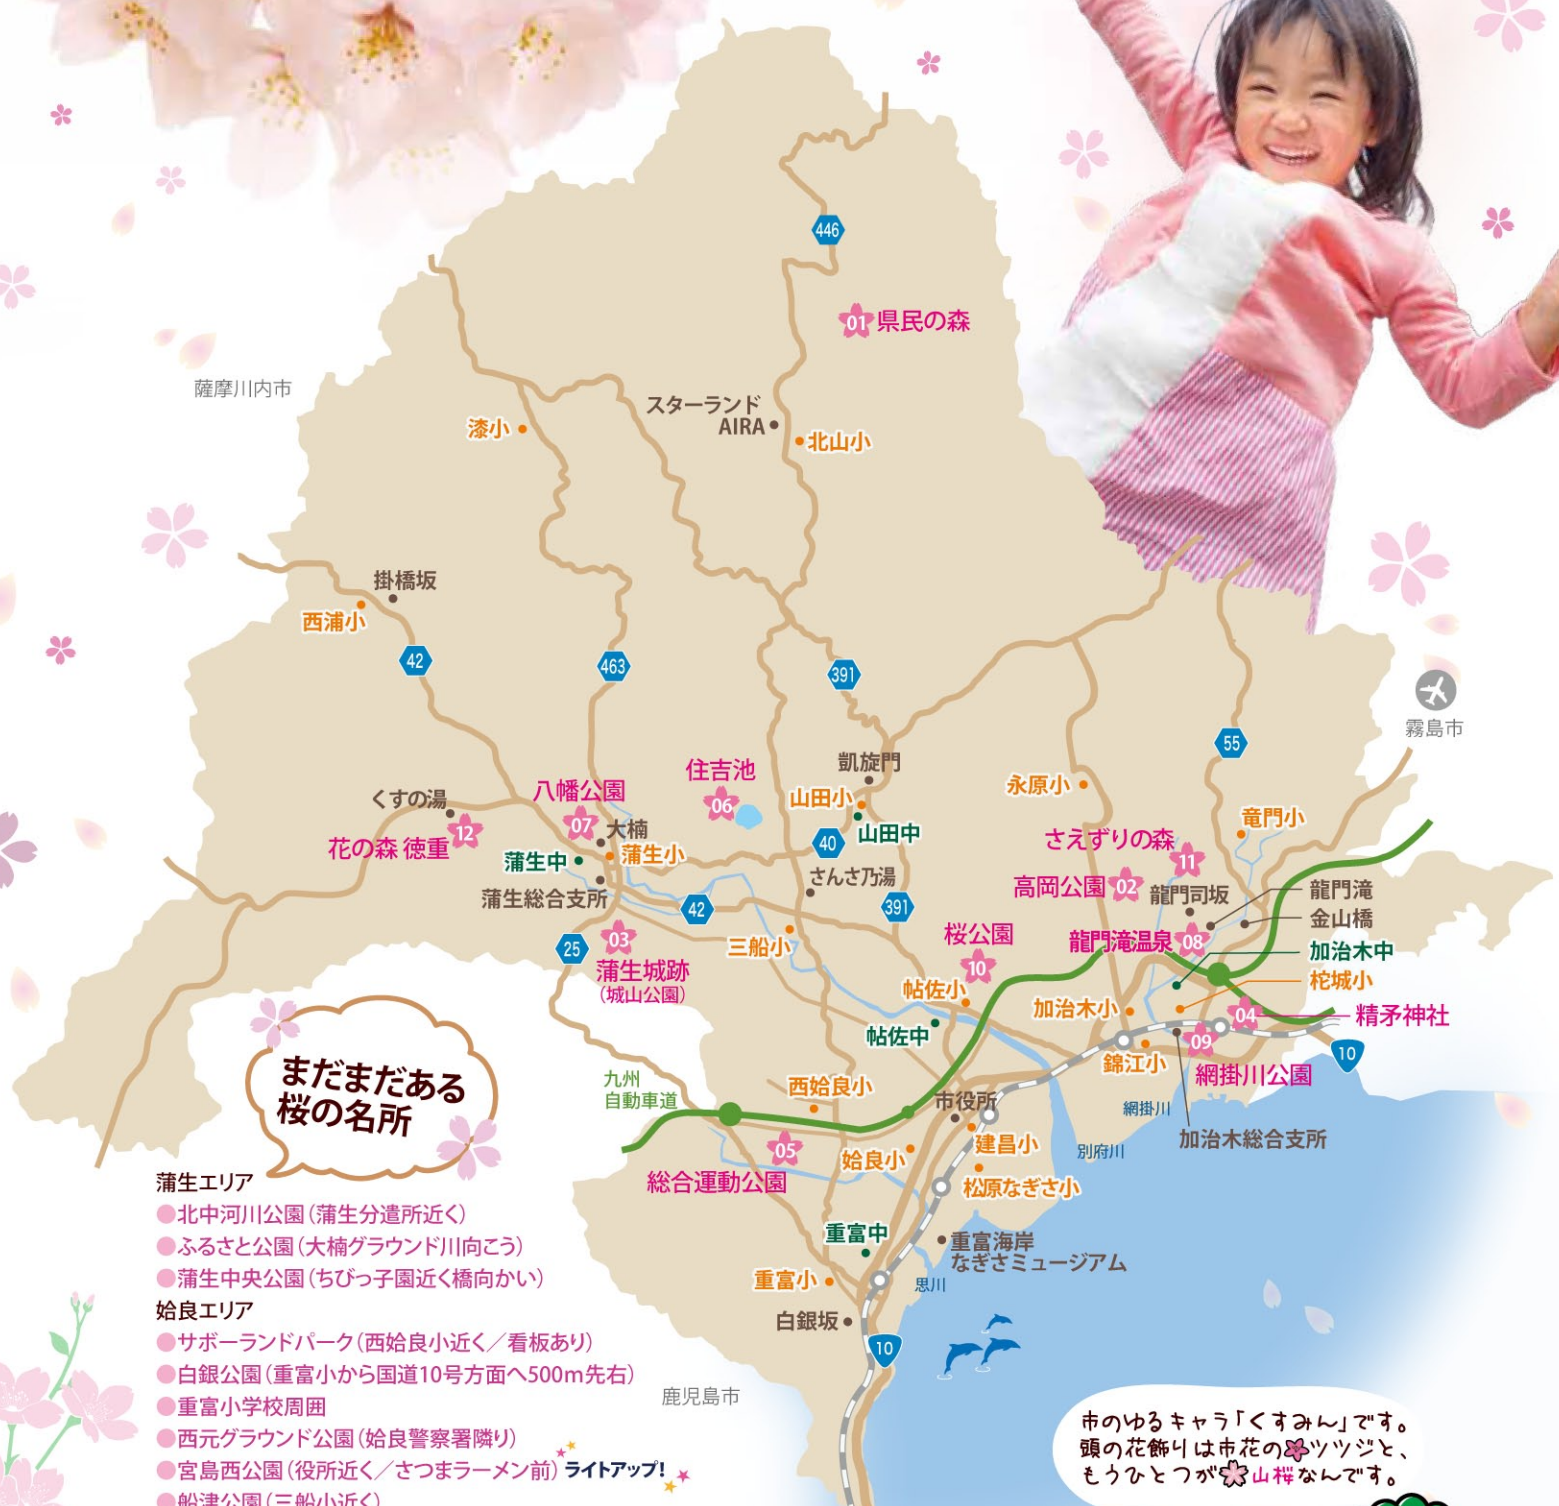 446
01 県民の森
薩摩川内市
スターランド
AIRA
漆小
北山小
掛橋坂
西浦小
42
463
391
霧島市
55
凱旋門
住吉池
06
山田小
永原小
くすの湯
八幡公園
07
大楠
竜門小
12
花の森 徳重
蒲生中
蒲生小
40
山田中
さえずりの森
11
高岡公園 02
龍門司坂
さんさ乃湯
龍門滝
蒲生総合支所
42
391
金山橋
25
03
蒲生城跡
(城山公園)
三船小
桜公園
10
龍門滝温泉 08
加治木中
柁城小
帖佐小
加治木小
04
精矛神社
帖佐中
09
錦江小
10
網掛川公園
まだまだある
桜の名所
九州
自動車道
西姶良小
市役所
網掛川
加治木総合支所
別府川
05
総合運動公園
姶良小
建昌小
松原なぎさ小
重富中
重富海岸
なぎさミュージアム
重富小
思川
白銀坂
10
鹿児島市
蒲生エリア
●北中河川公園(蒲生分遣所近く)
●ふるさと公園(大楠グラウンド川向こう)
●蒲生中央公園(ちびっ子園近く橋向かい)
姶良エリア
●サボーランドパーク(西姶良小近く/看板あり)
●白銀公園(重富小から国道10号方面へ500m先右)
●重富小学校周囲
●西元グラウンド公園(姶良警察署隣り)
●宮島西公園(役所近く/さつまラーメン前) ライトアップ!
●船津公園(三船小近く)
市のゆるキャラ「くすみん」です。
頭の花飾りは市花のツツジと、
もうひとつが山桜なんです。